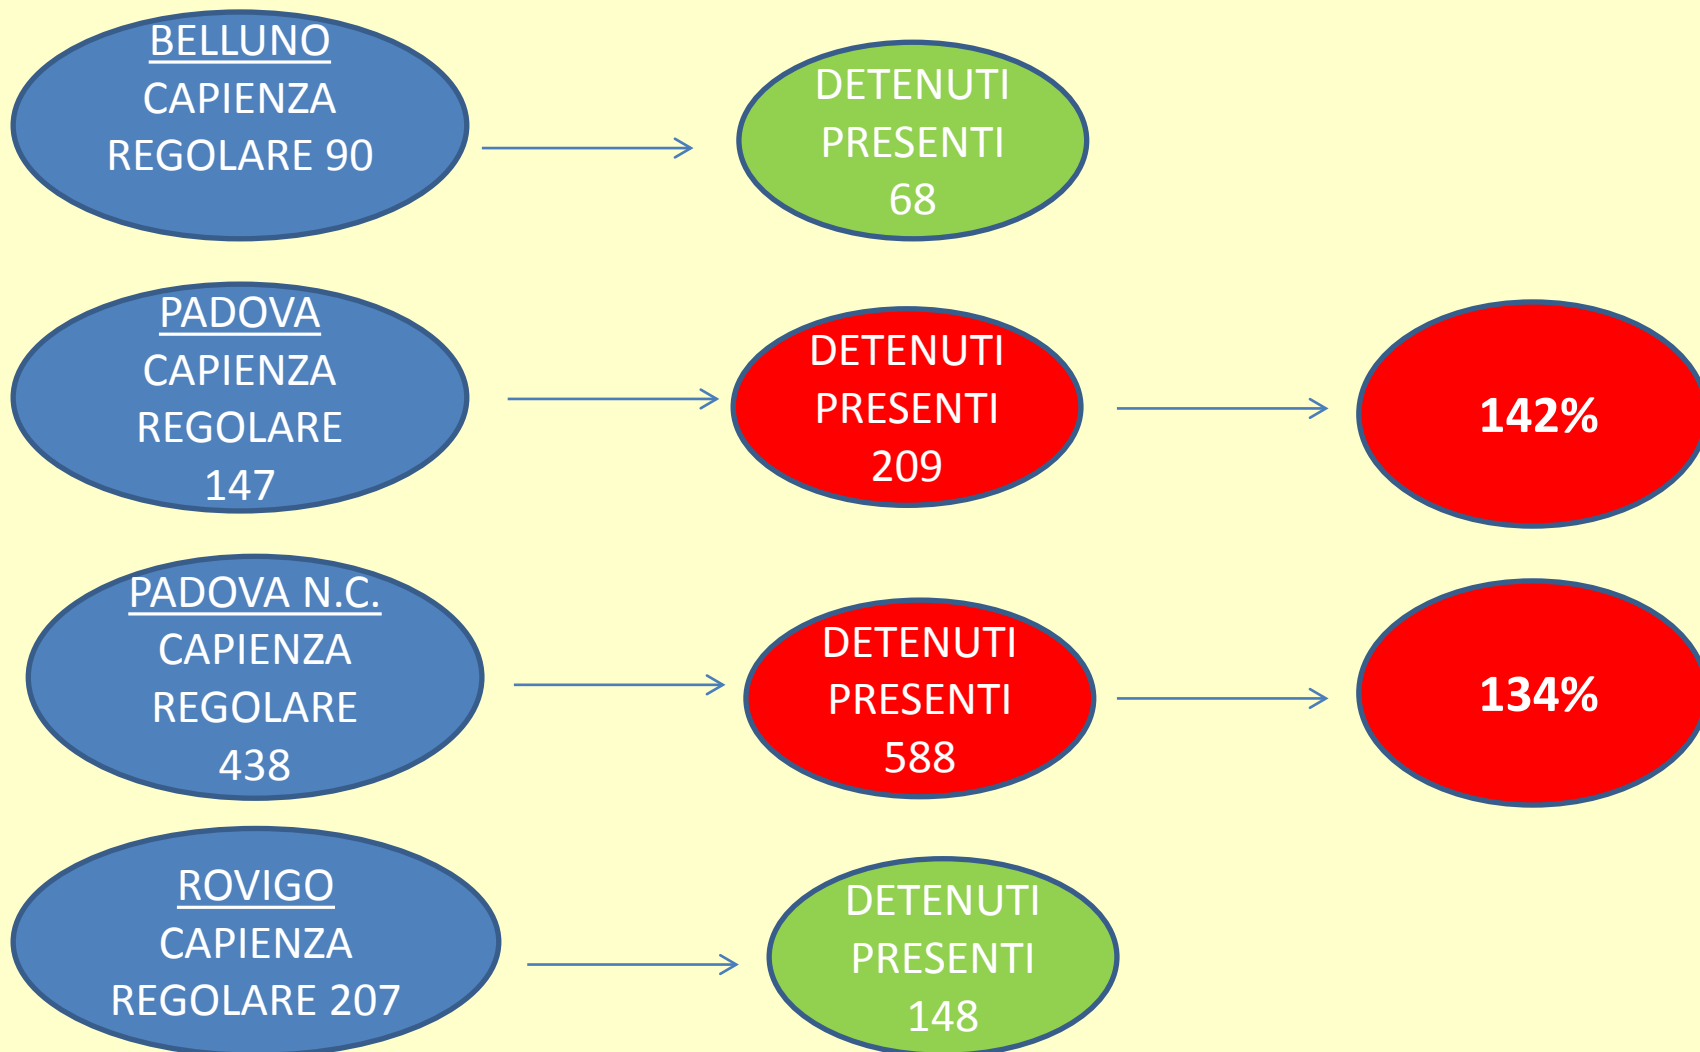 BELLUNO
CAPIENZA
REGOLARE 90
DETENUTI
PRESENTI
68
PADOVA
CAPIENZA
REGOLARE
147
DETENUTI
PRESENTI
209
142%
PADOVA N.C.
CAPIENZA
REGOLARE
438
DETENUTI
PRESENTI
588
134%
ROVIGO
CAPIENZA
REGOLARE 207
DETENUTI
PRESENTI
148